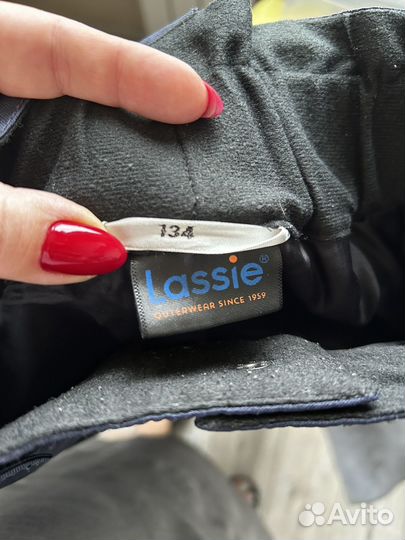 134
Lassie®
OUTERWEAR SINCE 1959
Avito